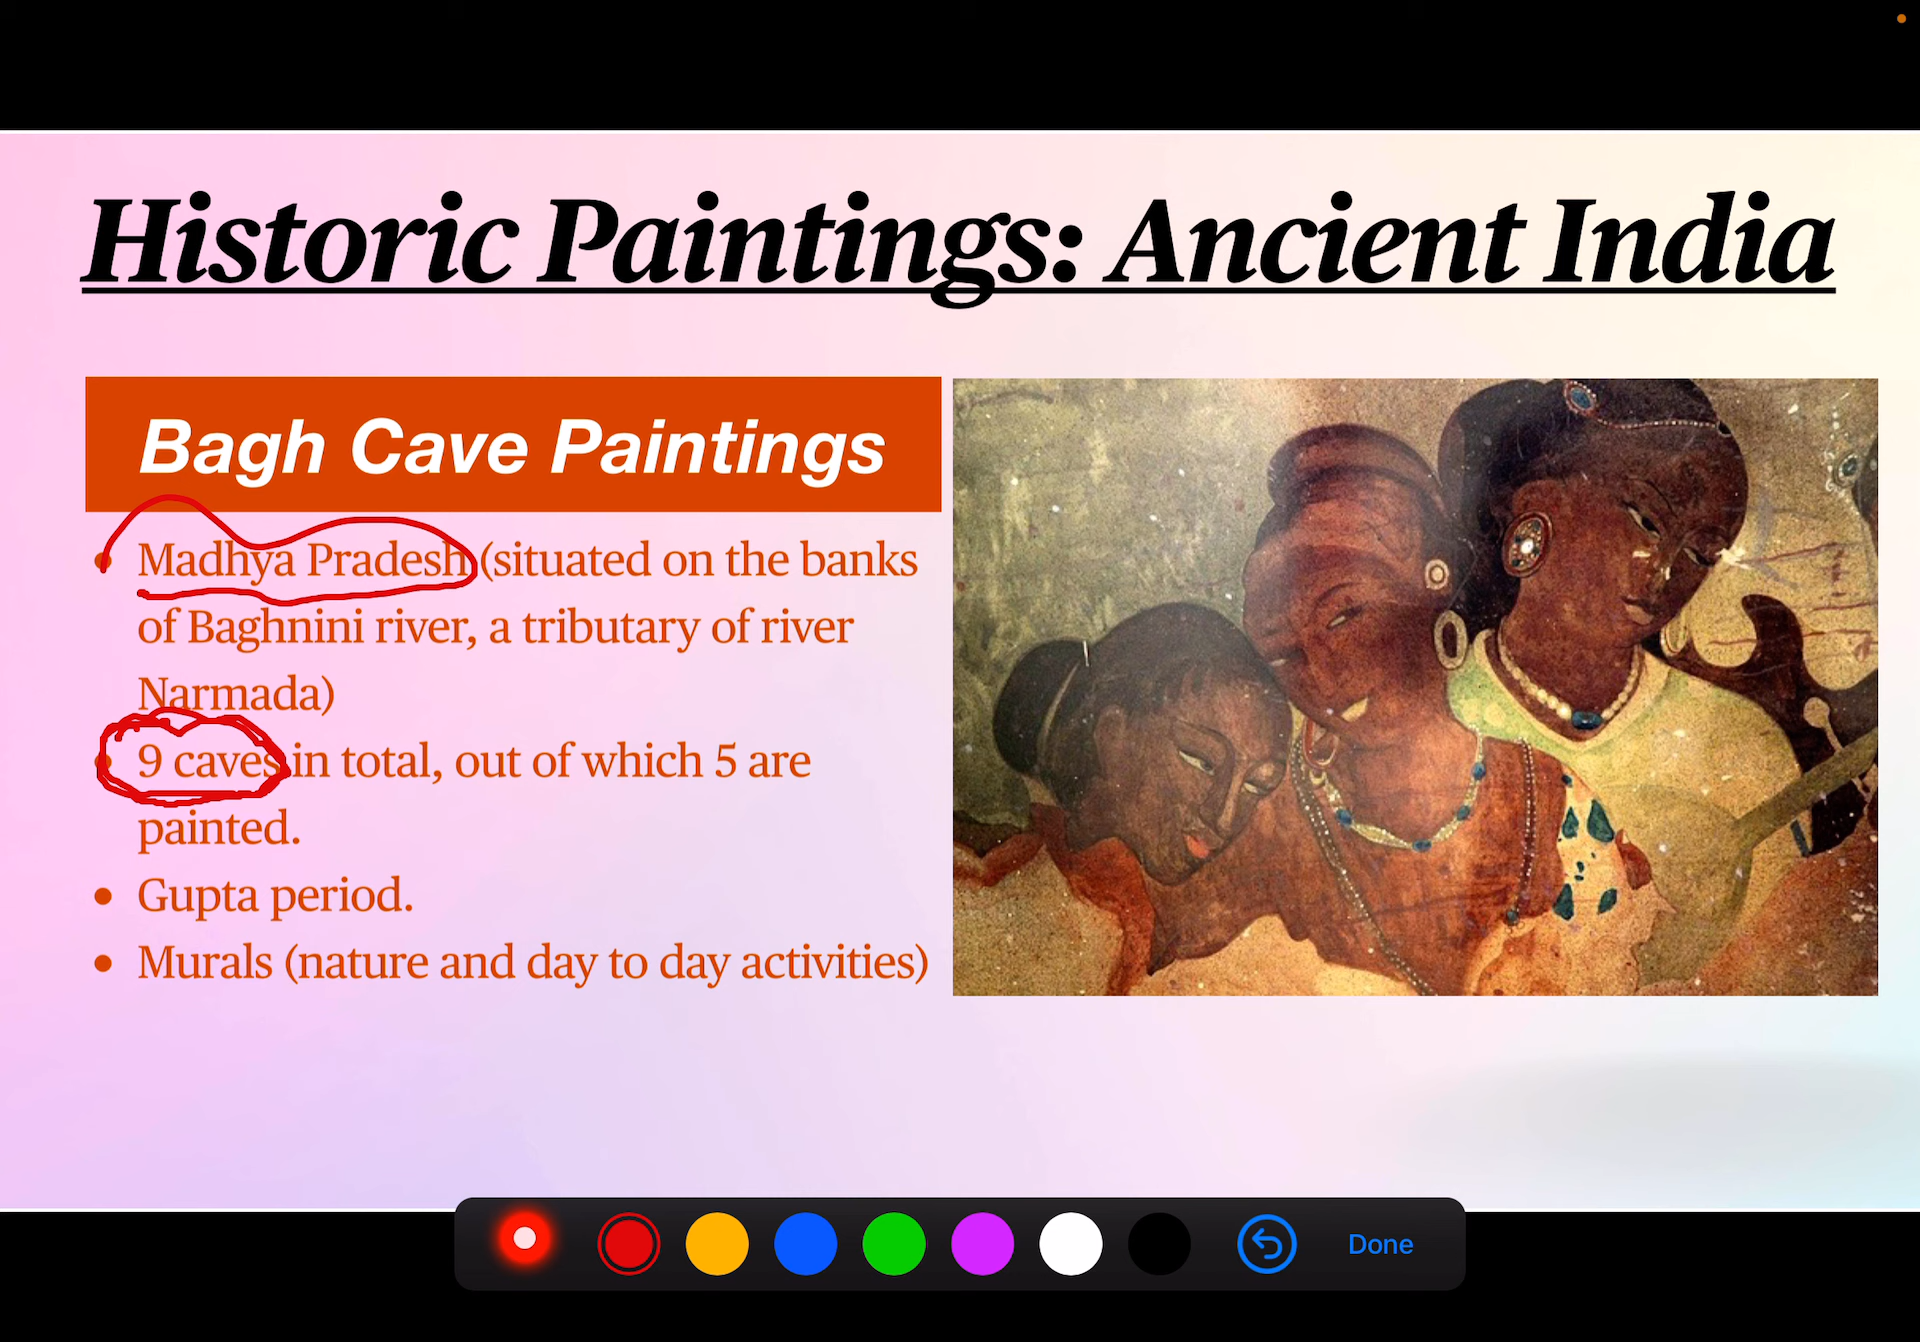 Historic Paintings: Ancient India
Bagh Cave Paintings
• Madhya Pradesh (situated on the banks
of Baghnini river, a tributary of river
Narmada)
• 9 caves in total, out of which 5 are
painted.
• Gupta period.
• Murals (nature and day to day activities)
Done